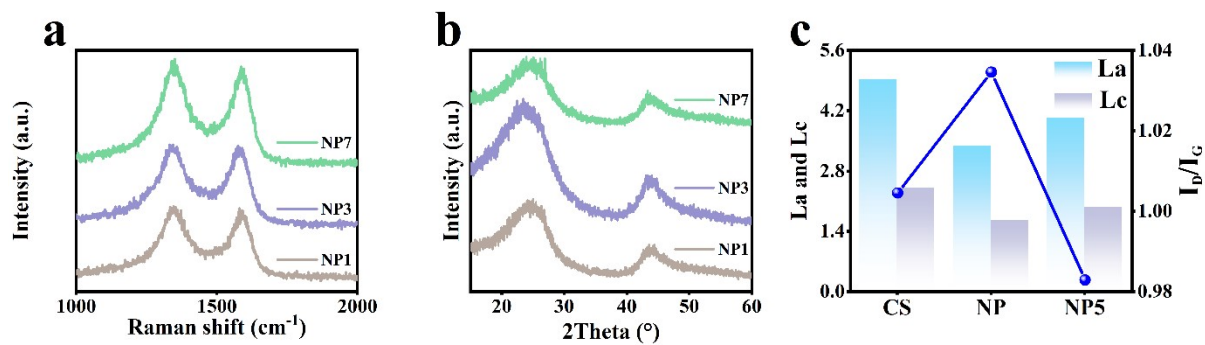 a
Intensity (a.u.)
NP7
NP3
NP1
1000
1500
2000
Raman shift (cm⁻¹)
b
Intensity (a.u.)
NP7
NP3
NP1
20
30
40
50
60
2Theta (°)
c
La and Lc
5.6
4.2
2.8
1.4
0.0
La
Lc
CS
NP
NP5
1.04
1.02
1.00
0.98
I_D/I_G